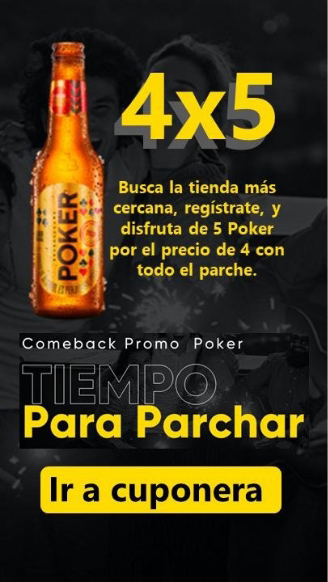 4x5
Busca la tienda más
cercana, regístrate, y
disfruta de 5 Poker
por el precio de 4 con
todo el parche.
POKER
Comeback Promo Poker
TIEMPO
Para Parchar
Ir a cuponera